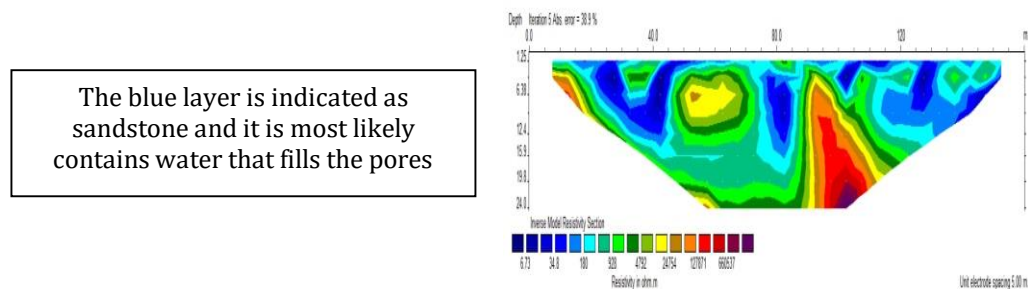 The blue layer is indicated as
sandstone and it is most likely
contains water that fills the pores
Depth Iteration 5 Abs. error = 38.9 %
0.0 40.0 80.0 120 m
1.25
6.38
12.4
15.9
19.8
24.0
Inverse Model Resistivity Section
6.73 34.8 180 928 4792 24754 127871 660537
Resistivity in ohm.m
Unit electrode spacing 5.00 m